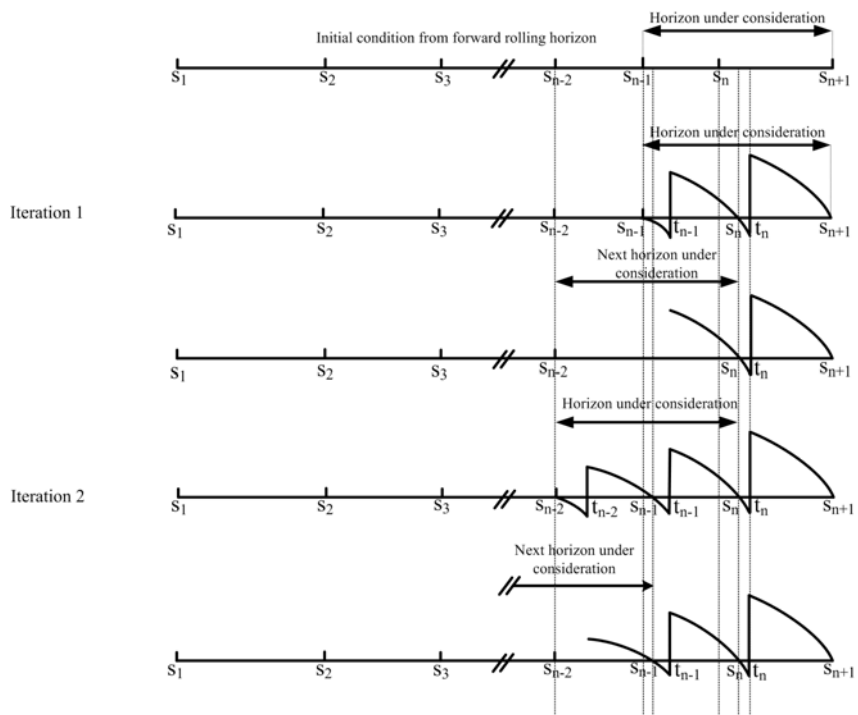 Horizon under consideration
Initial condition from forward rolling horizon
s1 s2 s3 sn-2 sn-1 sn sn+1
Horizon under consideration
Iteration 1
s1 s2 s3 sn-2 sn-1 tn-1 sn tn sn+1
Next horizon under
consideration
s1 s2 s3 sn-2 sn tn sn+1
Horizon under consideration
Iteration 2
s1 s2 s3 sn-2 tn-2 sn-1 tn-1 sn tn sn+1
Next horizon under
consideration
s1 s2 s3 sn-2 sn-1 tn-1 sn tn sn+1